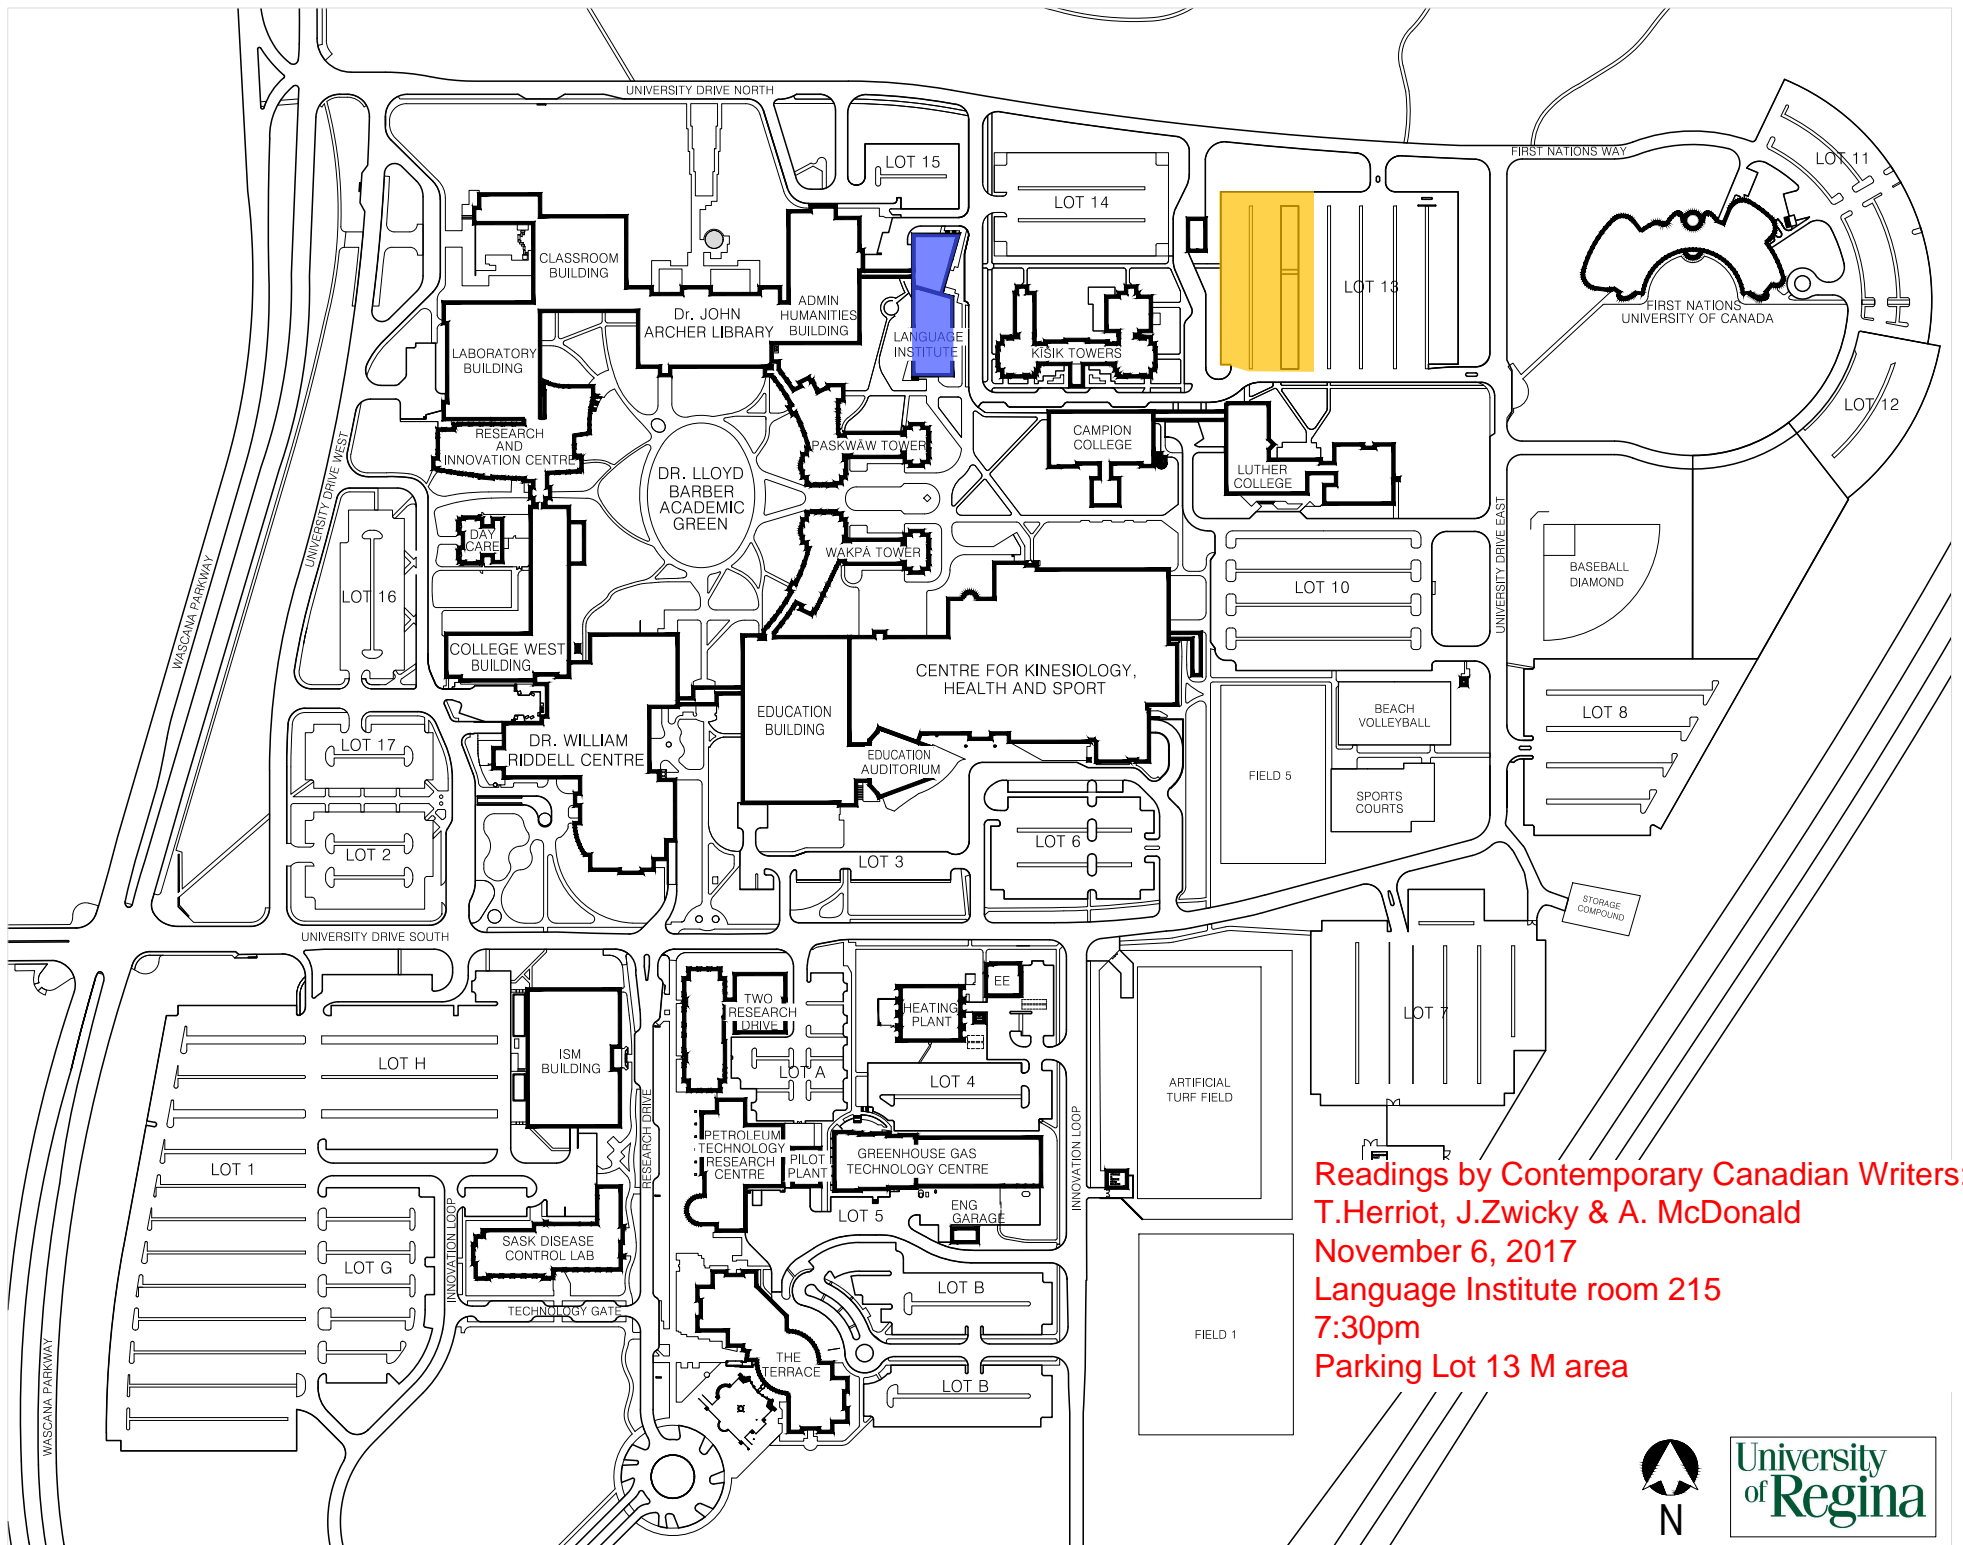 UNIVERSITY DRIVE NORTH
FIRST NATIONS WAY
LOT 11
LOT 15
LOT 14
CLASSROOM
BUILDING
LOT 13
ADMIN
HUMANITIES
BUILDING
Dr. JOHN
ARCHER LIBRARY
FIRST NATIONS
UNIVERSITY OF CANADA
LANGUAGE
INSTITUTE
LABORATORY
BUILDING
KISIK TOWERS
LOT 12
RESEARCH
AND
INNOVATION CENTRE
PASKWĀW TOWER
CAMPION
COLLEGE
LUTHER
COLLEGE
DR. LLOYD
BARBER
ACADEMIC
GREEN
UNIVERSITY DRIVE WEST
DAY
CARE
WAKPĀ TOWER
UNIVERSITY DRIVE EAST
BASEBALL
DIAMOND
LOT 10
LOT 16
WASCANA PARKWAY
COLLEGE WEST
BUILDING
CENTRE FOR KINESIOLOGY,
HEALTH AND SPORT
EDUCATION
BUILDING
BEACH
VOLLEYBALL
LOT 8
LOT 17
DR. WILLIAM
RIDDELL CENTRE
EDUCATION
AUDITORIUM
FIELD 5
SPORTS
COURTS
LOT 2
LOT 3
LOT 6
STORAGE
COMPOUND
UNIVERSITY DRIVE SOUTH
TWO
RESEARCH
DRIVE
EE
HEATING
PLANT
LOT 7
LOT H
ISM
BUILDING
LOT A
LOT 4
ARTIFICIAL
TURF FIELD
RESEARCH DRIVE
INNOVATION LOOP
PETROLEUM
TECHNOLOGY
RESEARCH
CENTRE
PILOT
PLANT
GREENHOUSE GAS
TECHNOLOGY CENTRE
LOT 1
LOT 5
ENG
GARAGE
INNOVATION LOOP
SASK DISEASE
CONTROL LAB
LOT G
TECHNOLOGY GATE
LOT B
FIELD 1
THE
TERRACE
LOT B
WASCANA PARKWAY
Readings by Contemporary Canadian Writers:
T.Herriot, J.Zwicky & A. McDonald
November 6, 2017
Language Institute room 215
7:30pm
Parking Lot 13 M area
N
University
of Regina